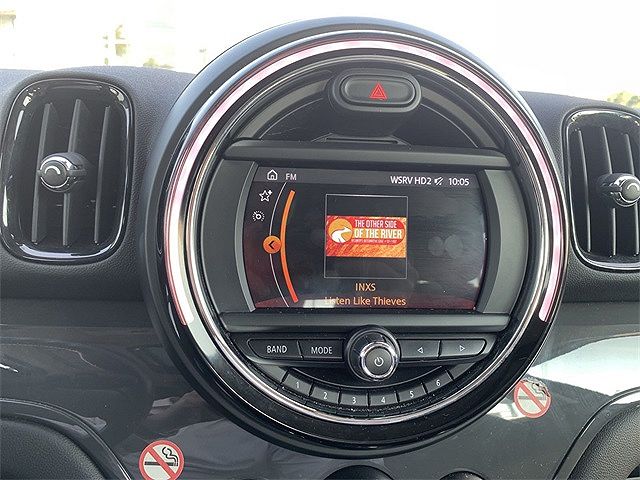 FM
WSRV HD2 10:05
THE OTHER SIDE
OF THE RIVER
INXS
Listen Like Thieves
BAND
MODE
1
2
3
4
5
6